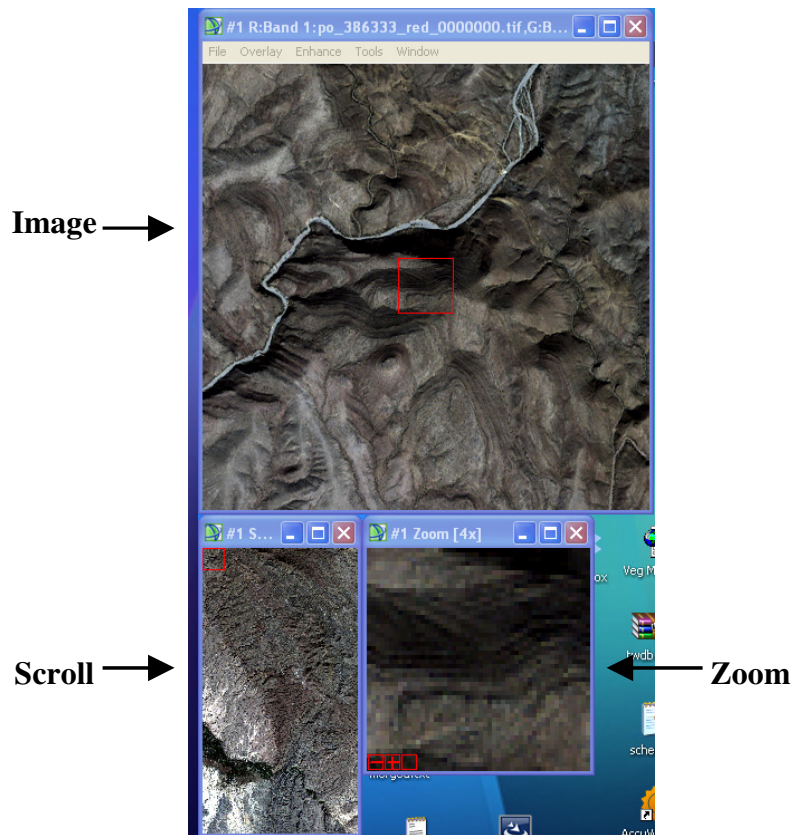 #1 R:Band 1:po_386333_red_0000000.tif,G:B...
File Overlay Enhance Tools Window
Image
#1 S... #1 Zoom [4x]
ox
Veg M
Scroll
Zoom
twdb
sche
AccuW